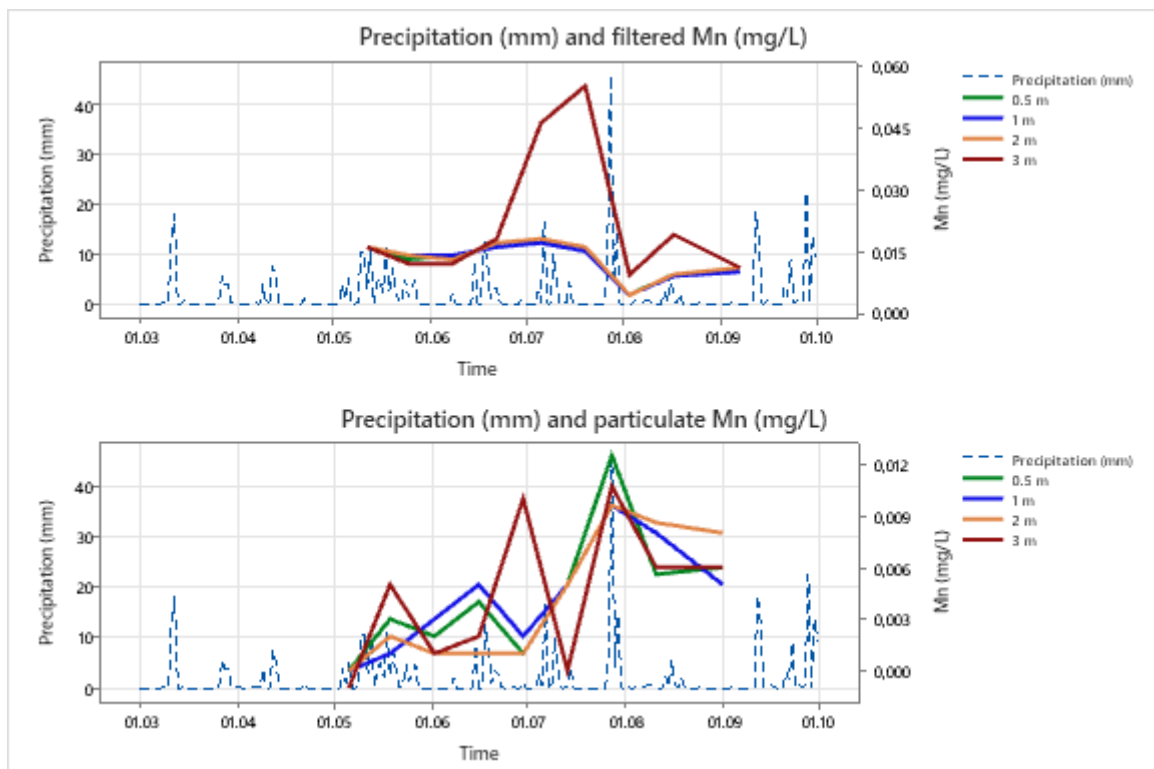 Precipitation (mm) and filtered Mn (mg/L)
Precipitation (mm)
40
30
20
10
0
0,060
0,045
0,030
0,015
0,000
Mn (mg/L)
01.03 01.04 01.05 01.06 01.07 01.08 01.09 01.10
Time
Precipitation (mm)
0.5 m
1 m
2 m
3 m
Precipitation (mm) and particulate Mn (mg/L)
Precipitation (mm)
40
30
20
10
0
0,012
0,009
0,006
0,003
0,000
Mn (mg/L)
01.03 01.04 01.05 01.06 01.07 01.08 01.09 01.10
Time
Precipitation (mm)
0.5 m
1 m
2 m
3 m